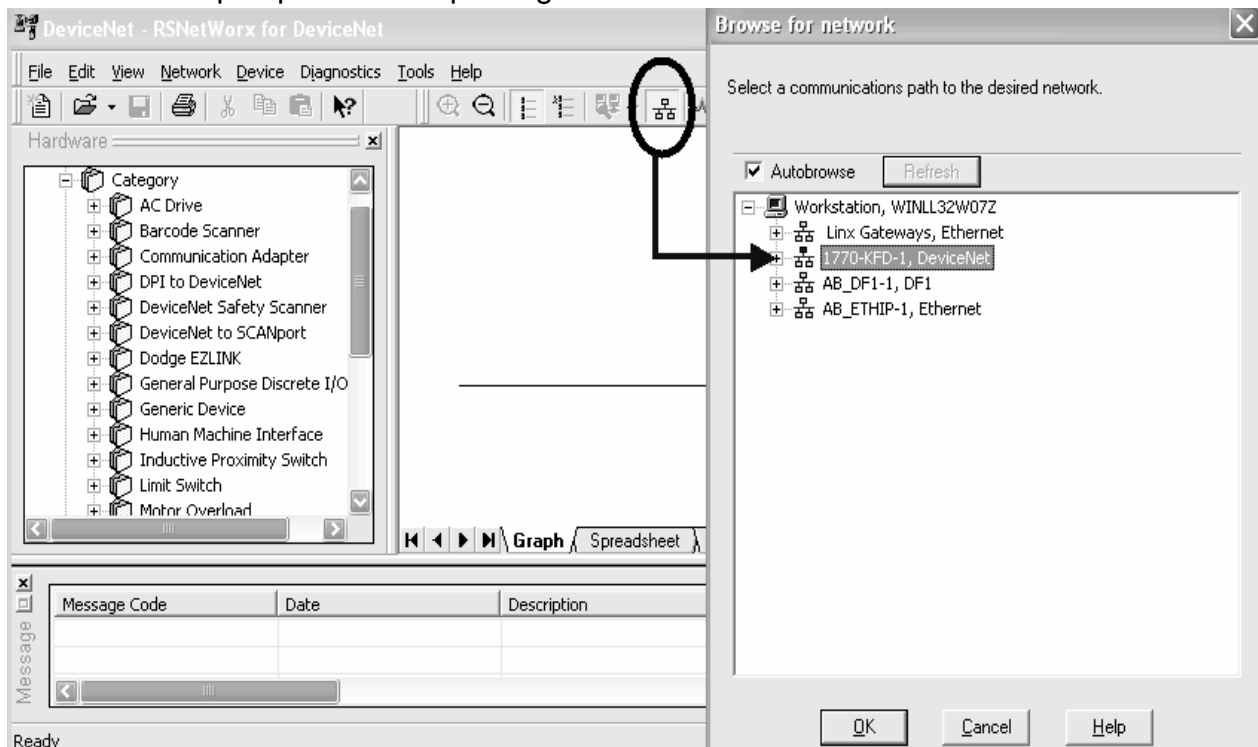 DeviceNet - RSNetWorx for DeviceNet
File Edit View Network Device Diagnostics Tools Help
Hardware
Category
AC Drive
Barcode Scanner
Communication Adapter
DPI to DeviceNet
DeviceNet Safety Scanner
DeviceNet to SCANport
Dodge EZLINK
General Purpose Discrete I/O
Generic Device
Human Machine Interface
Inductive Proximity Switch
Limit Switch
Motor Overload
Graph Spreadsheet
Message Code Date Description
Message
Ready
Browse for network
Select a communications path to the desired network.
Autobrowse Refresh
Workstation, WINLL32W07Z
Linx Gateways, Ethernet
1770-KFD-1, DeviceNet
AB_DF1-1, DF1
AB_ETHIP-1, Ethernet
OK Cancel Help